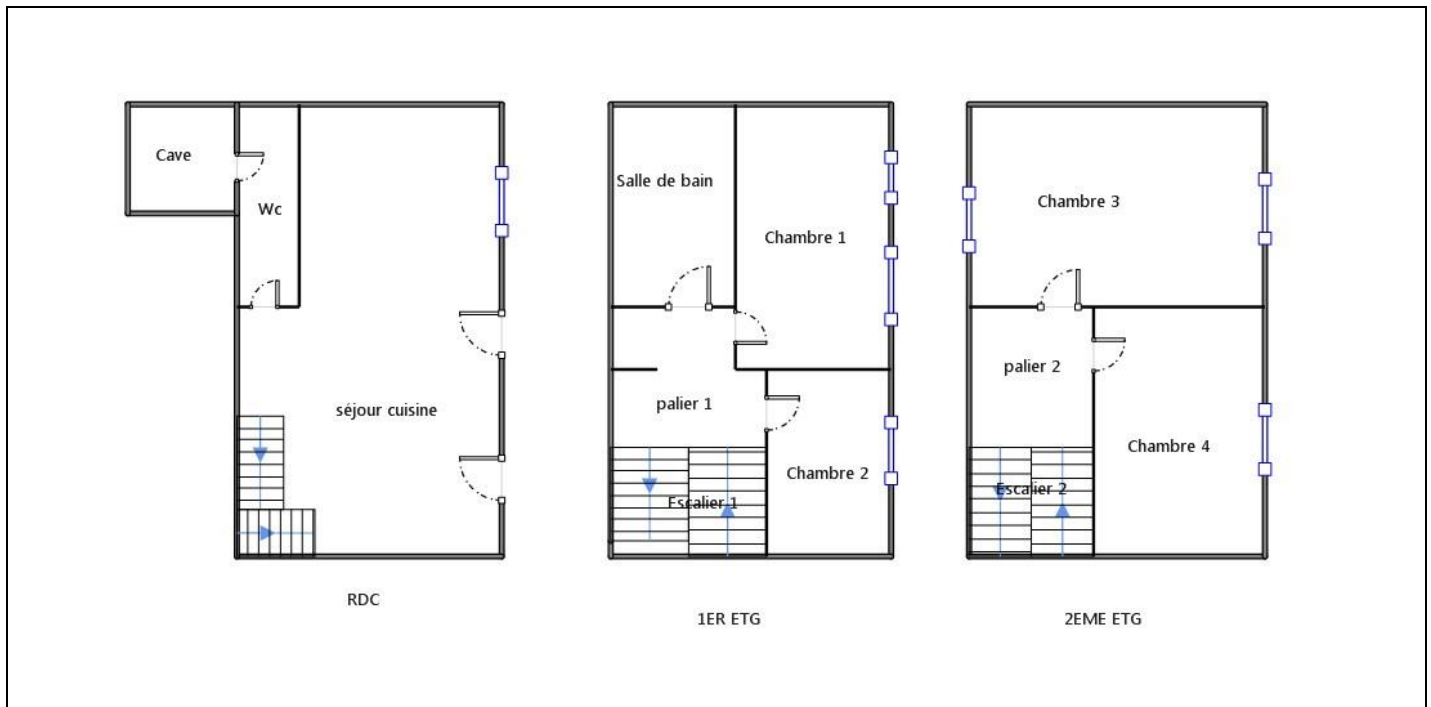 Cave
Wc
séjour cuisine
RDC
Salle de bain
Chambre 1
palier 1
Chambre 2
Escalier 1
1ER ETG
Chambre 3
palier 2
Chambre 4
Escalier 2
2EME ETG